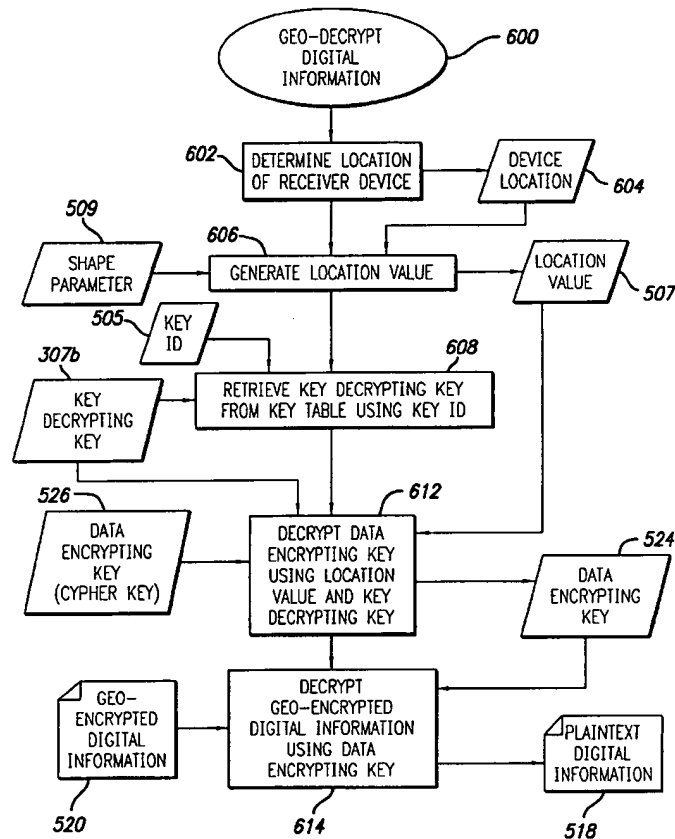 GEO-DECRYPT
DIGITAL
INFORMATION
600
602
DETERMINE LOCATION
OF RECEIVER DEVICE
DEVICE
LOCATION
604
509
SHAPE
PARAMETER
606
GENERATE LOCATION VALUE
LOCATION
VALUE
507
505
KEY
ID
307b
KEY
DECRYPTING
KEY
608
RETRIEVE KEY DECRYPTING KEY
FROM KEY TABLE USING KEY ID
526
DATA
ENCRYPTING
KEY
(CYPHER KEY)
612
DECRYPT DATA
ENCRYPTING KEY
USING LOCATION
VALUE AND KEY
DECRYPTING KEY
524
DATA
ENCRYPTING
KEY
GEO-
ENCRYPTED
DIGITAL
INFORMATION
520
DECRYPT
GEO-ENCRYPTED
DIGITAL INFORMATION
USING DATA
ENCRYPTING KEY
614
PLAINTEXT
DIGITAL
INFORMATION
518